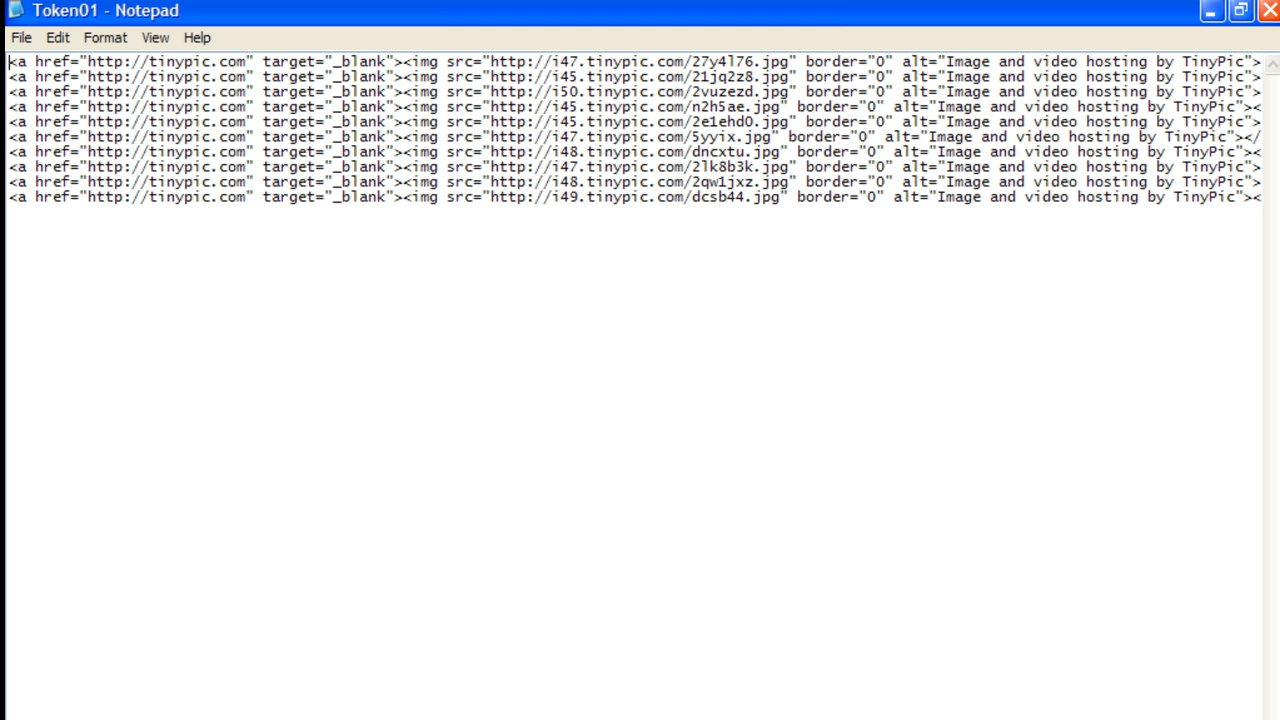 Token01 - Notepad
File Edit Format View Help
<a href="http://tinypic.com" target="_blank"><img src="http://i47.tinypic.com/27y4l76.jpg" border="0" alt="Image and video hosting by TinyPic">
<a href="http://tinypic.com" target="_blank"><img src="http://i45.tinypic.com/21jq2z8.jpg" border="0" alt="Image and video hosting by TinyPic">
<a href="http://tinypic.com" target="_blank"><img src="http://i50.tinypic.com/2vuzezd.jpg" border="0" alt="Image and video hosting by TinyPic">
<a href="http://tinypic.com" target="_blank"><img src="http://i45.tinypic.com/n2h5ae.jpg" border="0" alt="Image and video hosting by TinyPic"><
<a href="http://tinypic.com" target="_blank"><img src="http://i45.tinypic.com/2e1ehd0.jpg" border="0" alt="Image and video hosting by TinyPic">
<a href="http://tinypic.com" target="_blank"><img src="http://i47.tinypic.com/5yyix.jpg" border="0" alt="Image and video hosting by TinyPic"></
<a href="http://tinypic.com" target="_blank"><img src="http://i48.tinypic.com/dncxtu.jpg" border="0" alt="Image and video hosting by TinyPic"><
<a href="http://tinypic.com" target="_blank"><img src="http://i47.tinypic.com/2lk8b3k.jpg" border="0" alt="Image and video hosting by TinyPic">
<a href="http://tinypic.com" target="_blank"><img src="http://i48.tinypic.com/2qw1jxz.jpg" border="0" alt="Image and video hosting by TinyPic">
<a href="http://tinypic.com" target="_blank"><img src="http://i49.tinypic.com/dcsb44.jpg" border="0" alt="Image and video hosting by TinyPic"><